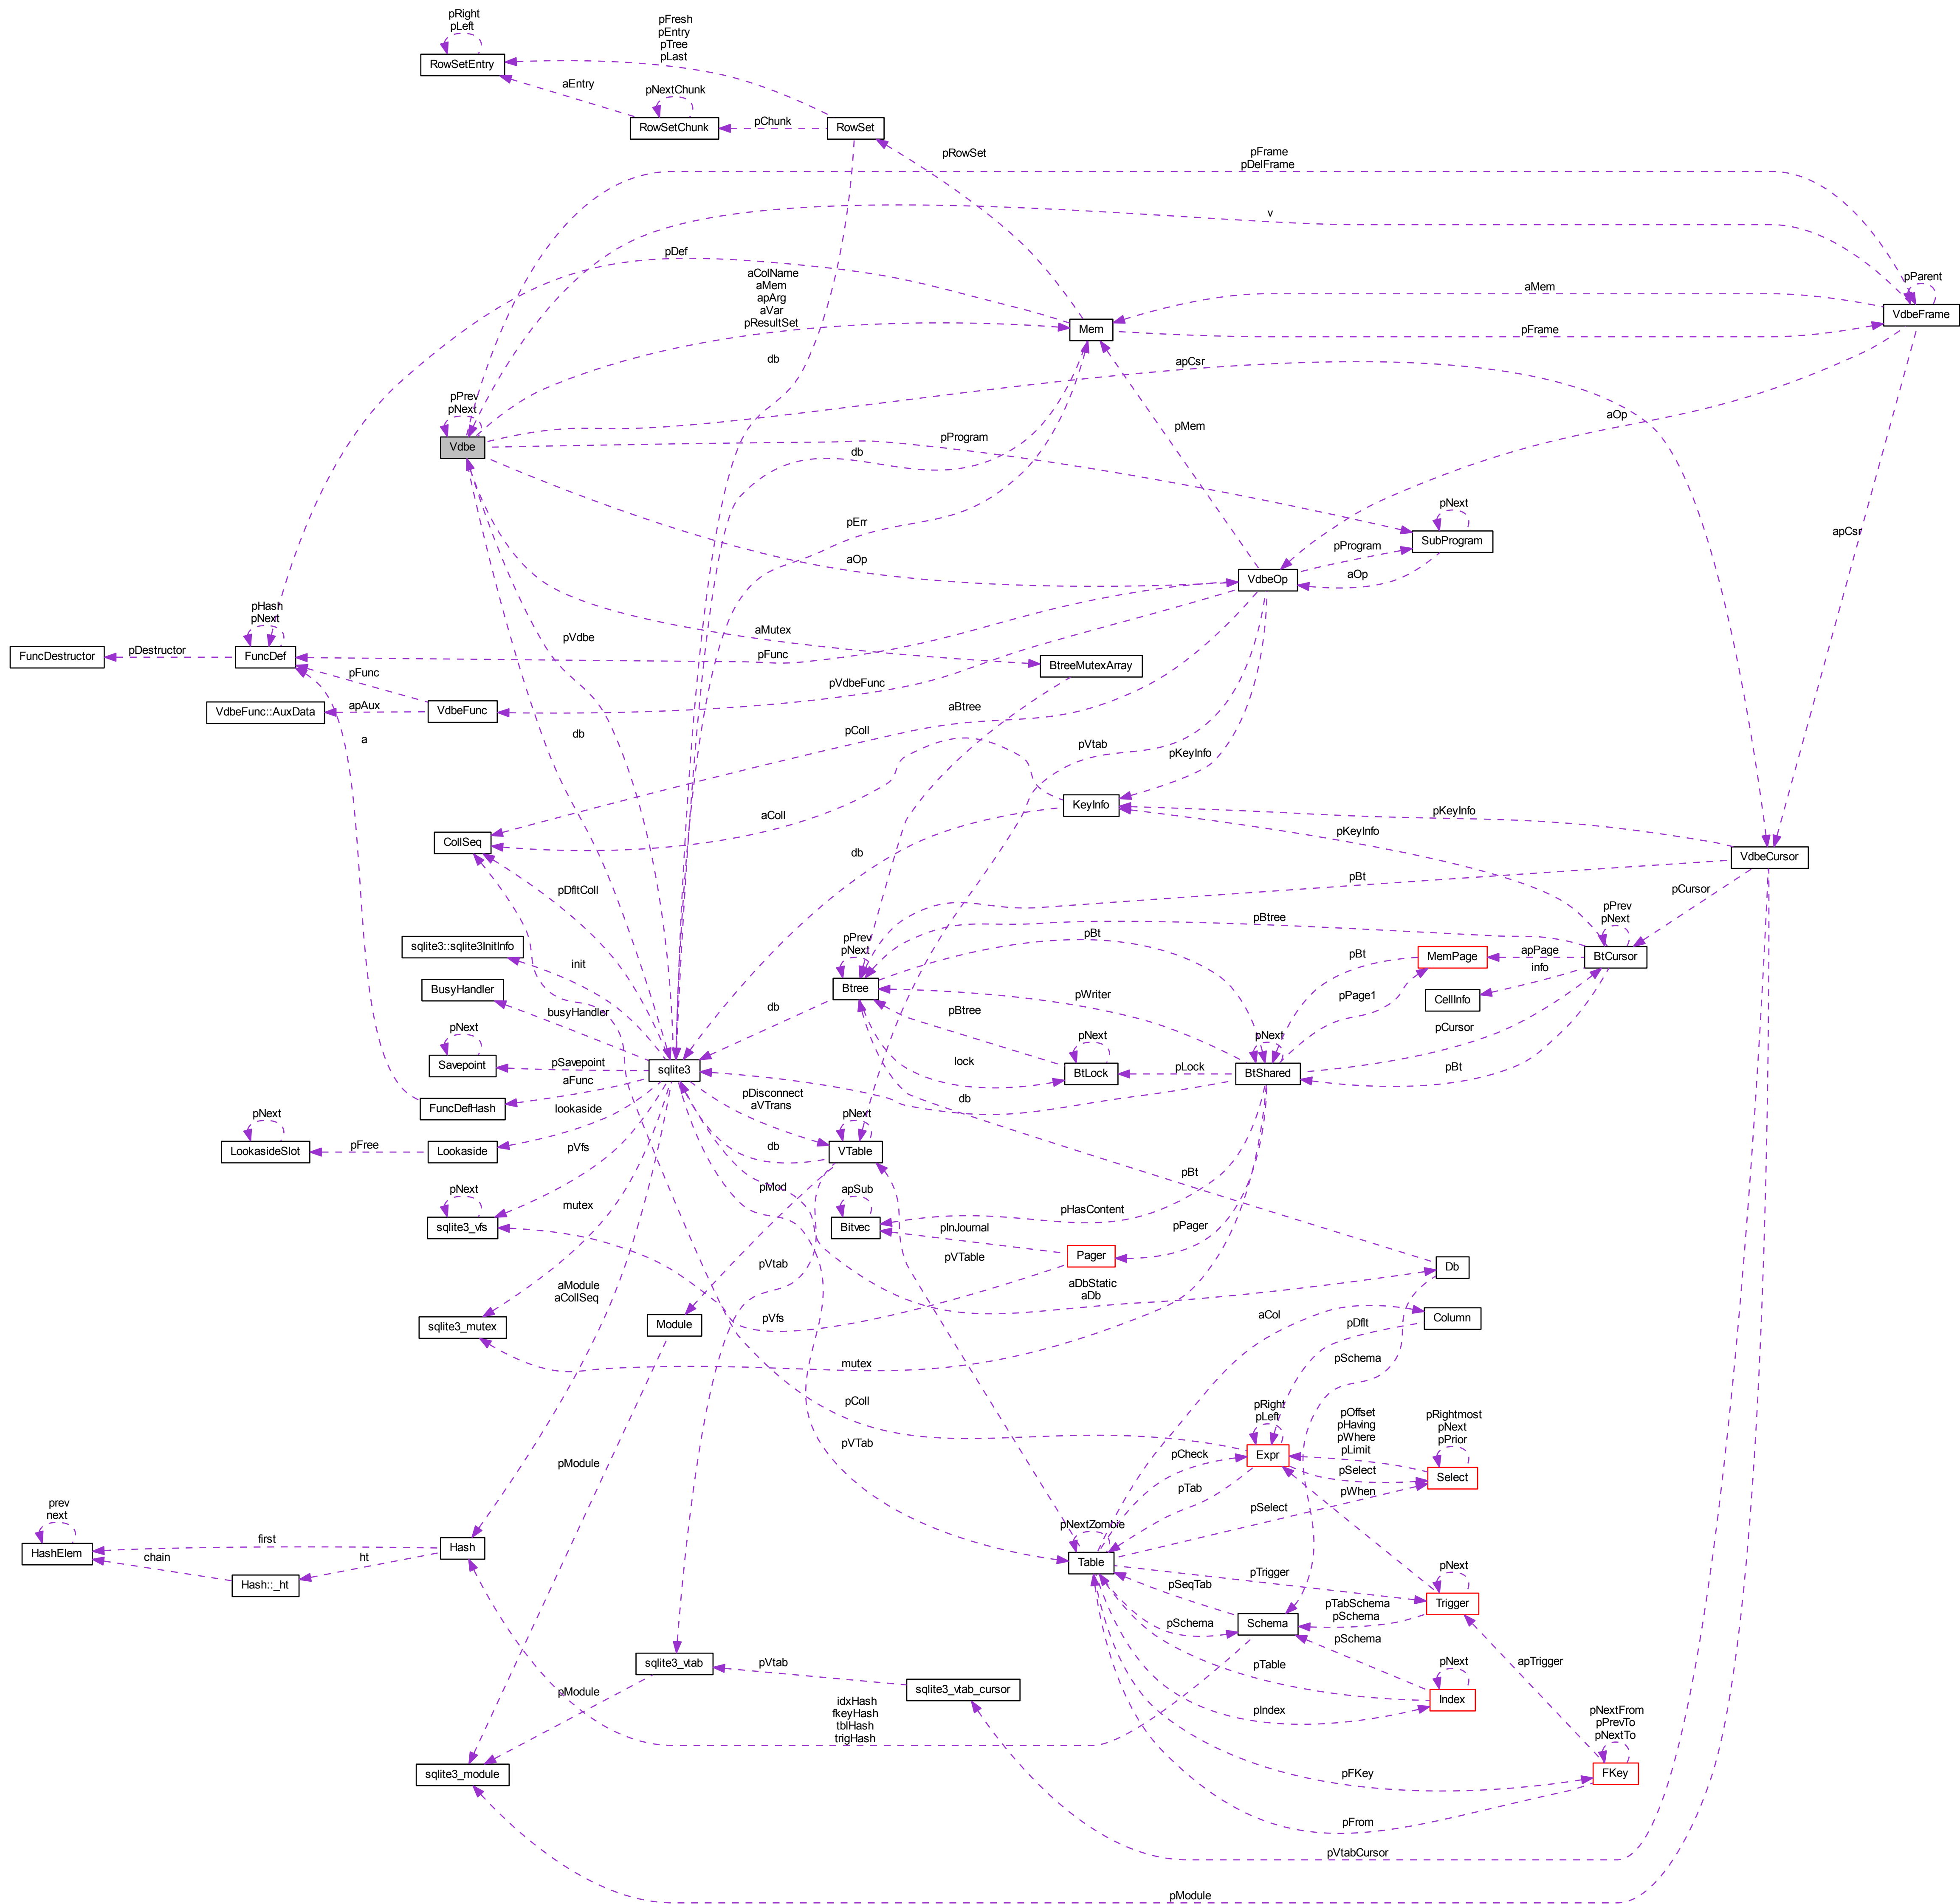 pRight
pLeft
RowSetEntry
pFresh
pEntry
pTree
pLast
aEntry
pNextChunk
RowSetChunk
pChunk
RowSet
pRowSet
pFrame
pDelFrame
v
pDef
aColName
aMem
apArg
aVar
pResultSet
db
Mem
aMem
pFrame
pParent
VdbeFrame
apCsr
pPrev
pNext
Vdbe
pProgram
db
pMem
aOp
apCsr
pNext
SubProgram
pErr
pProgram
aOp
aOp
VdbeOp
pHash
pNext
FuncDestructor
pDestructor
FuncDef
pVdbe
aMutex
pFunc
BtreeMutexArray
pFunc
pVdbeFunc
VdbeFunc::AuxData
apAux
VdbeFunc
a
db
aBtree
pColl
pVtab
pKeyInfo
KeyInfo
pKeyInfo
pKeyInfo
aColl
CollSeq
db
VdbeCursor
pDfltColl
pBt
pCursor
sqlite3::sqlite3InitInfo
init
BusyHandler
busyHandler
pPrev
pNext
Btree
pBtree
pBt
pBt
MemPage
apPage
info
pPrev
pNext
BtCursor
CellInfo
pWriter
pPage1
pCursor
pBt
db
pBtree
pNext
Savepoint
pSavepoint
sqlite3
lock
pNext
BtLock
pLock
pNext
BtShared
db
aFunc
FuncDefHash
lookaside
pDisconnect
aVTrans
pNext
VTable
db
pNext
LookasideSlot
pFree
Lookaside
pVfs
pMod
pBt
pNext
sqlite3_vfs
mutex
apSub
Bitvec
pHasContent
pInJournal
pPager
Pager
pVtab
pVTable
Db
aDbStatic
aDb
aModule
aCollSeq
sqlite3_mutex
Module
pVfs
aCol
Column
pDflt
pSchema
mutex
pColl
pRight
pLeft
Expr
pOffset
pHaving
pWhere
pLimit
pRightmost
pNext
pPrior
Select
pVTab
pCheck
pSelect
pTab
pSelect
pWhen
pModule
prev
next
HashElem
first
Hash
chain
ht
Hash::_ht
pNextZombie
Table
pTrigger
pNext
Trigger
pSeqTab
pTabSchema
pSchema
pSchema
Schema
pSchema
sqlite3_vtab
pVtab
sqlite3_vtab_cursor
pTable
pNext
Index
apTrigger
pModule
idxHash
fkeyHash
tblHash
trigHash
pIndex
pNextFrom
pPrevTo
pNextTo
FKey
sqlite3_module
pFKey
pFrom
pVtabCursor
pModule